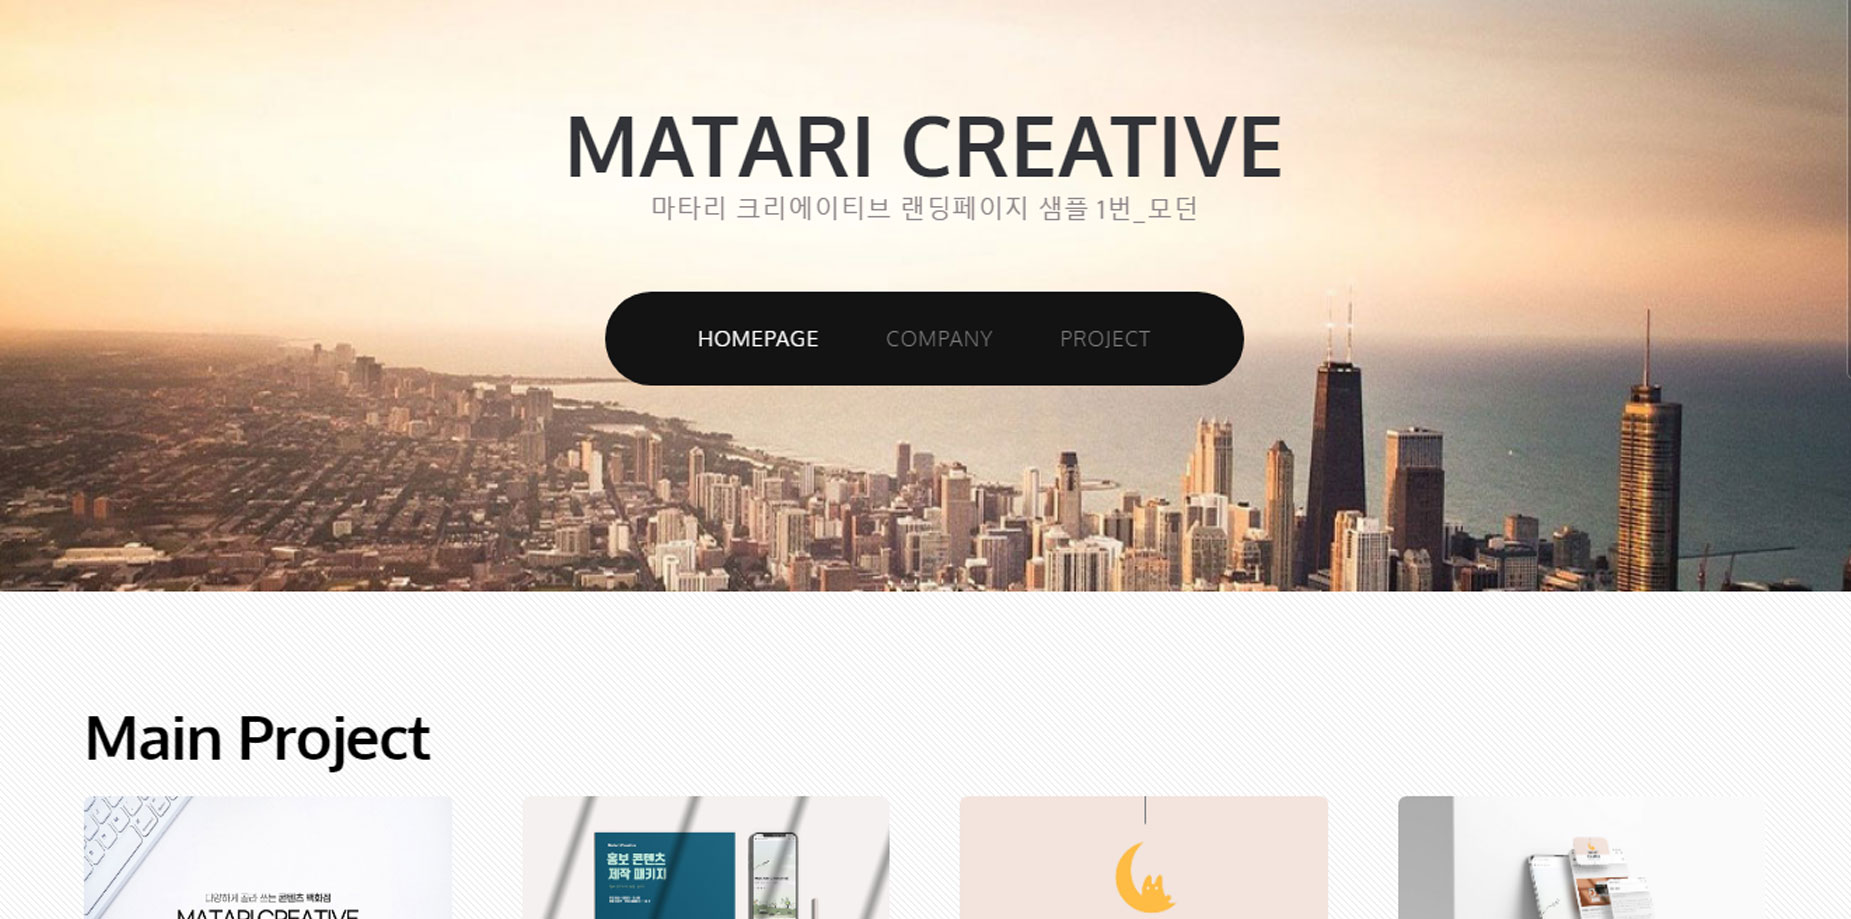 MATARI CREATIVE
마타리 크리에이티브 랜딩페이지 샘플 1번_모던
HOMEPAGE COMPANY PROJECT
Main Project
다양하게 골라 쓰는 콘텐츠 백화점
MATARI CREATIVE
홍보 콘텐츠
제작 패키지